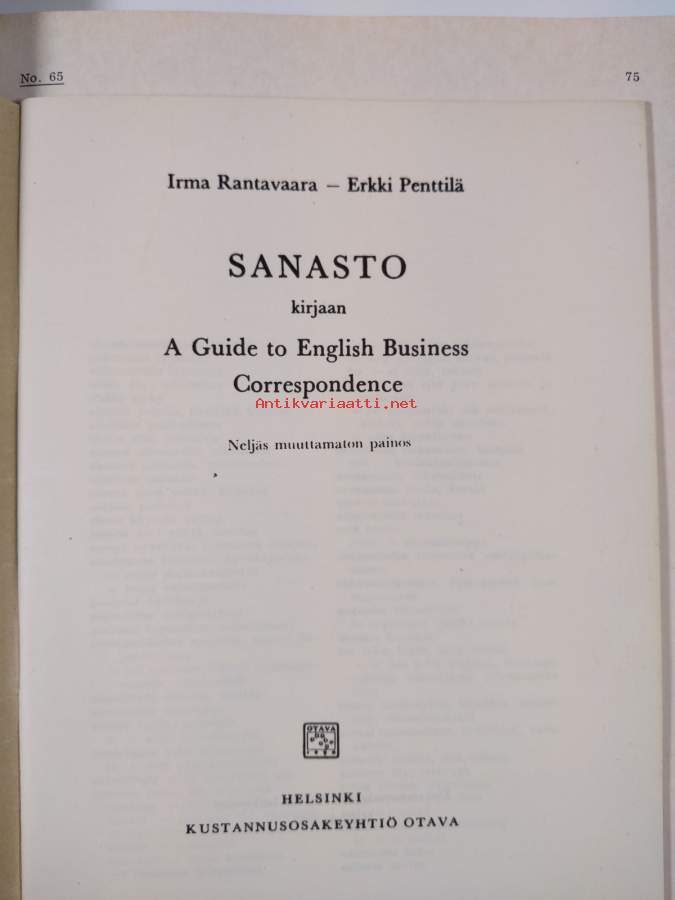 No. 65 75
Irma Rantavaara – Erkki Penttilä
SANASTO
kirjaan
A Guide to English Business
Correspondence
Antikvariaatti.net
Neljäs muuttamaton painos
OTAVA
HELSINKI
KUSTANNUSOSAKEYHTIÖ OTAVA